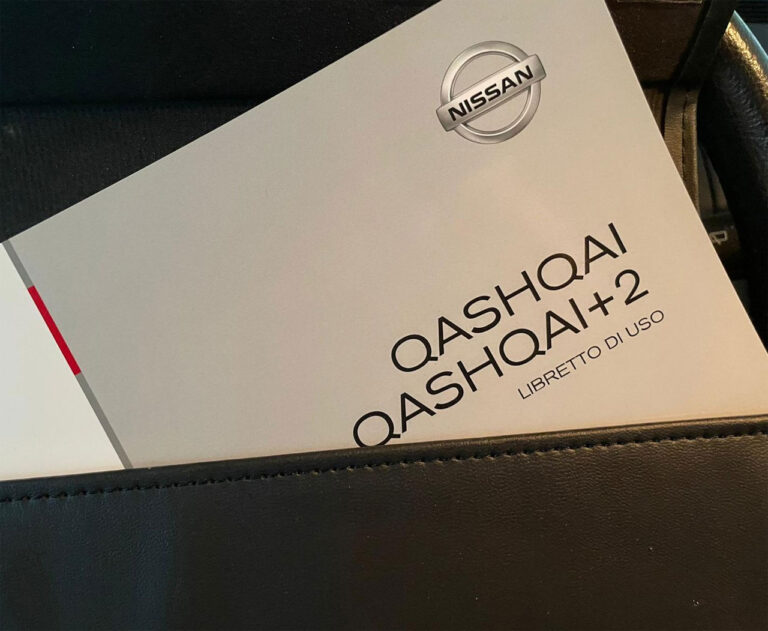 NISSAN
QASHQAI
QASHQAI+2
LIBRETTO DI USO